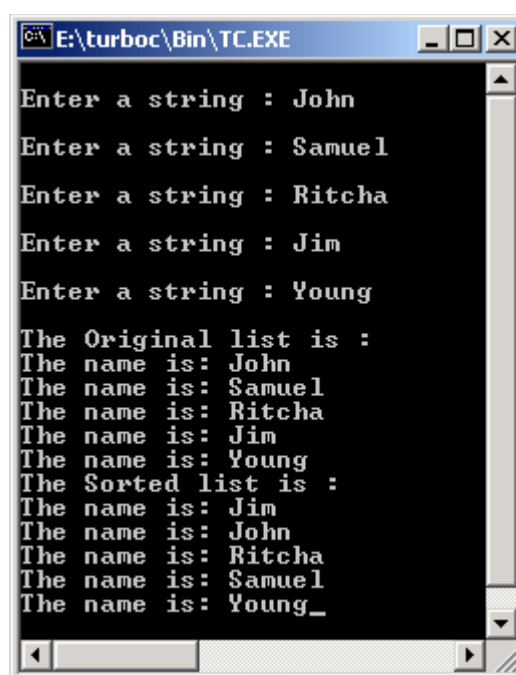 E:\turboc\Bin\TC.EXE
Enter a string : John
Enter a string : Samuel
Enter a string : Ritcha
Enter a string : Jim
Enter a string : Young
The Original list is :
The name is: John
The name is: Samuel
The name is: Ritcha
The name is: Jim
The name is: Young
The Sorted list is :
The name is: Jim
The name is: John
The name is: Ritcha
The name is: Samuel
The name is: Young_